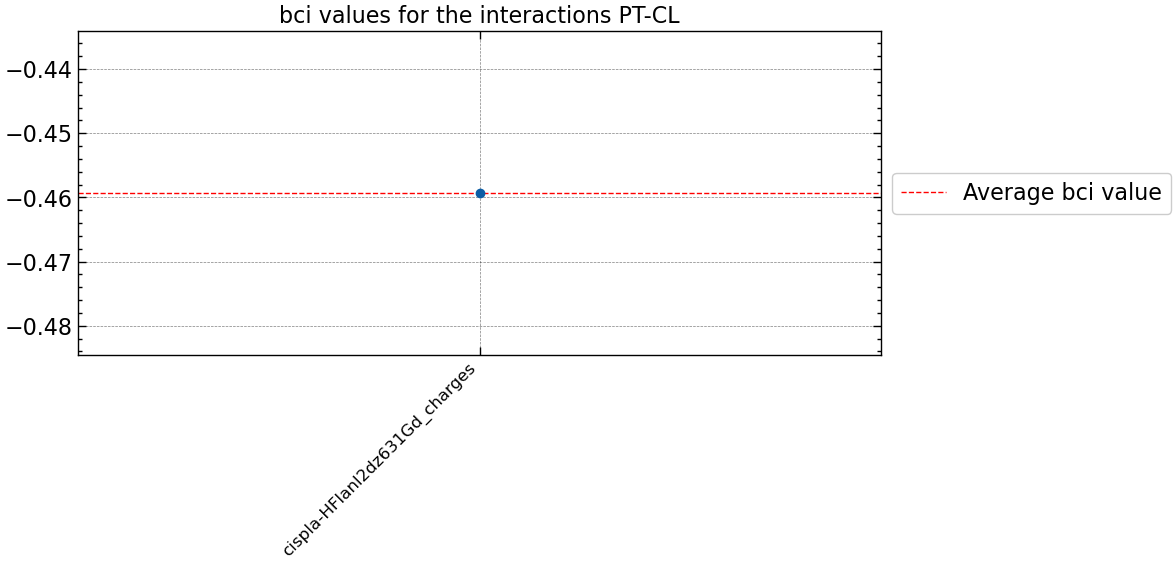 bci values for the interactions PT-CL
−0.44
−0.45
−0.46
−0.47
−0.48
Average bci value
cispla-HFlanl2dz631Gd_charges